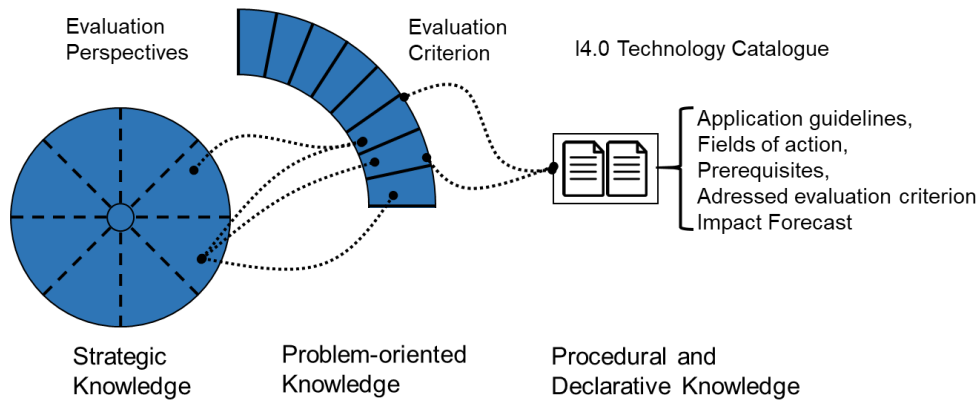 Evaluation
Perspectives
Evaluation
Criterion
I4.0 Technology Catalogue
Application guidelines,
Fields of action,
Prerequisites,
Adressed evaluation criterion
Impact Forecast
Strategic
Knowledge
Problem-oriented
Knowledge
Procedural and
Declarative Knowledge